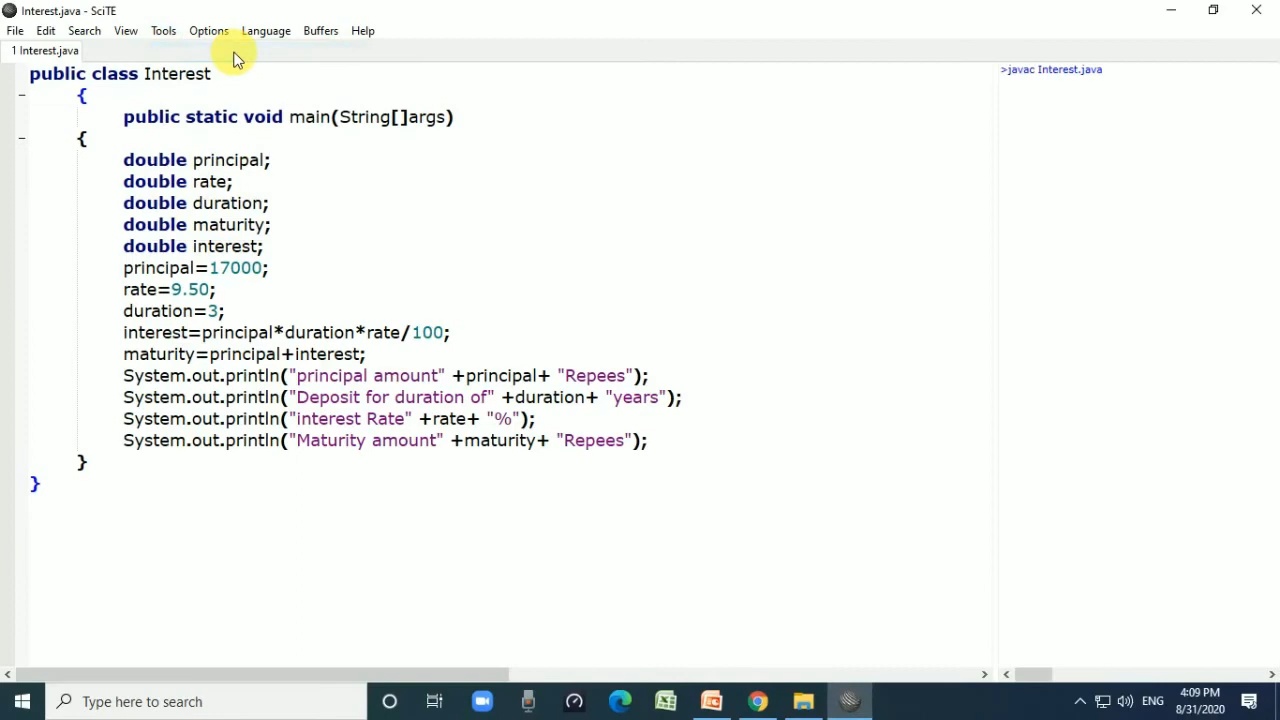 Interest.java - SciTE
File Edit Search View Tools Options Language Buffers Help
1 Interest.java
public class Interest
{
public static void main(String[]args)
{
double principal;
double rate;
double duration;
double maturity;
double interest;
principal=17000;
rate=9.50;
duration=3;
interest=principal*duration*rate/100;
maturity=principal+interest;
System.out.println("principal amount" +principal+ "Repees");
System.out.println("Deposit for duration of" +duration+ "years");
System.out.println("interest Rate" +rate+ "%");
System.out.println("Maturity amount" +maturity+ "Repees");
}
}
>javac Interest.java
Type here to search
ENG
4:09 PM
8/31/2020